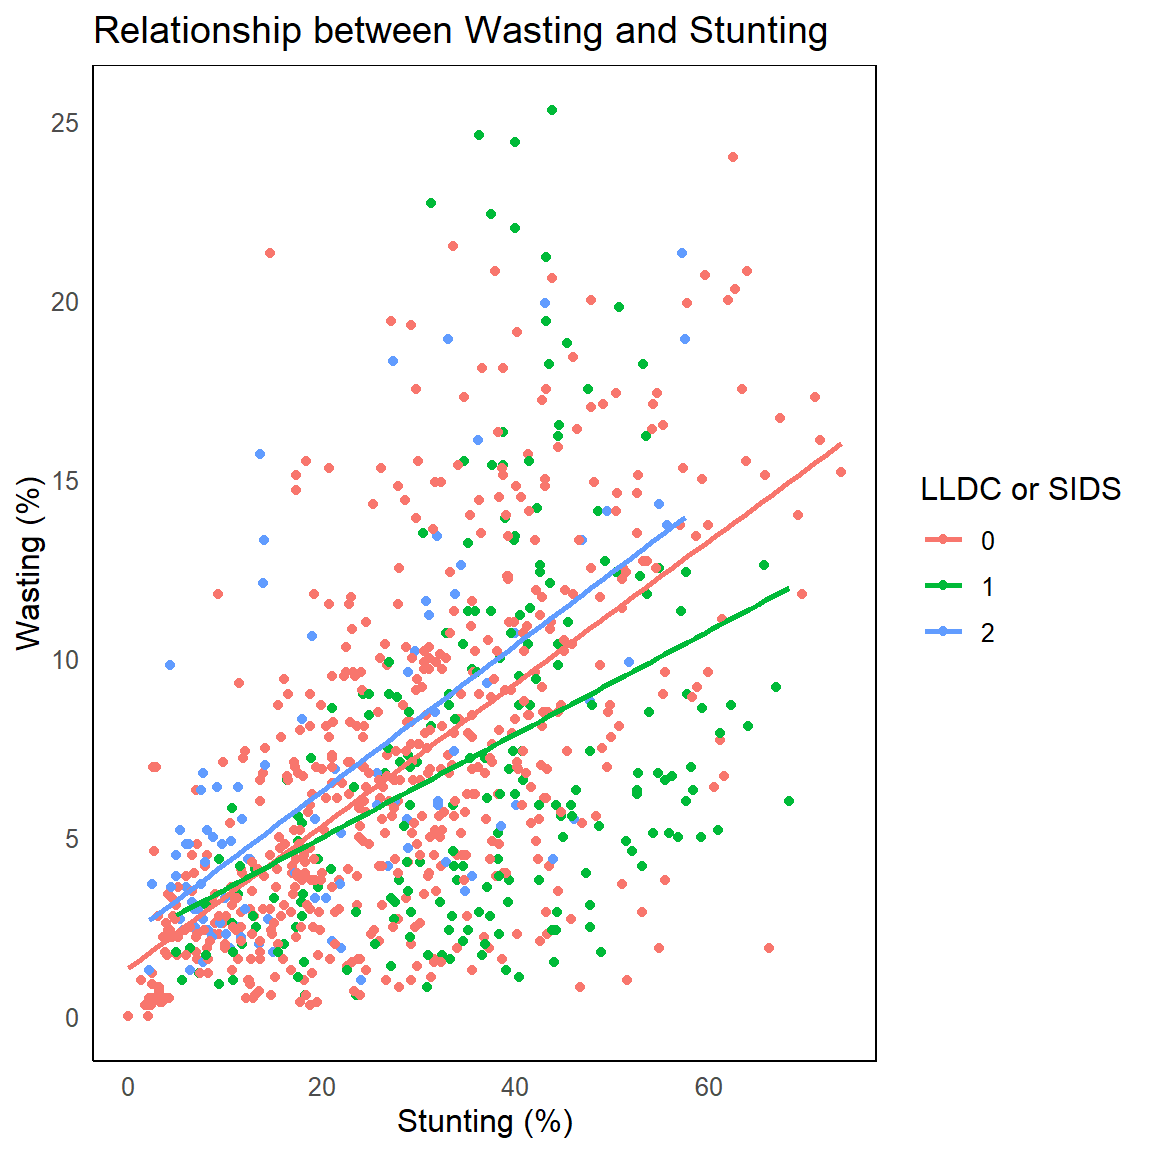 Relationship between Wasting and Stunting
25
20
15
10
5
0
Wasting (%)
0 20 40 60
Stunting (%)
LLDC or SIDS
0
1
2